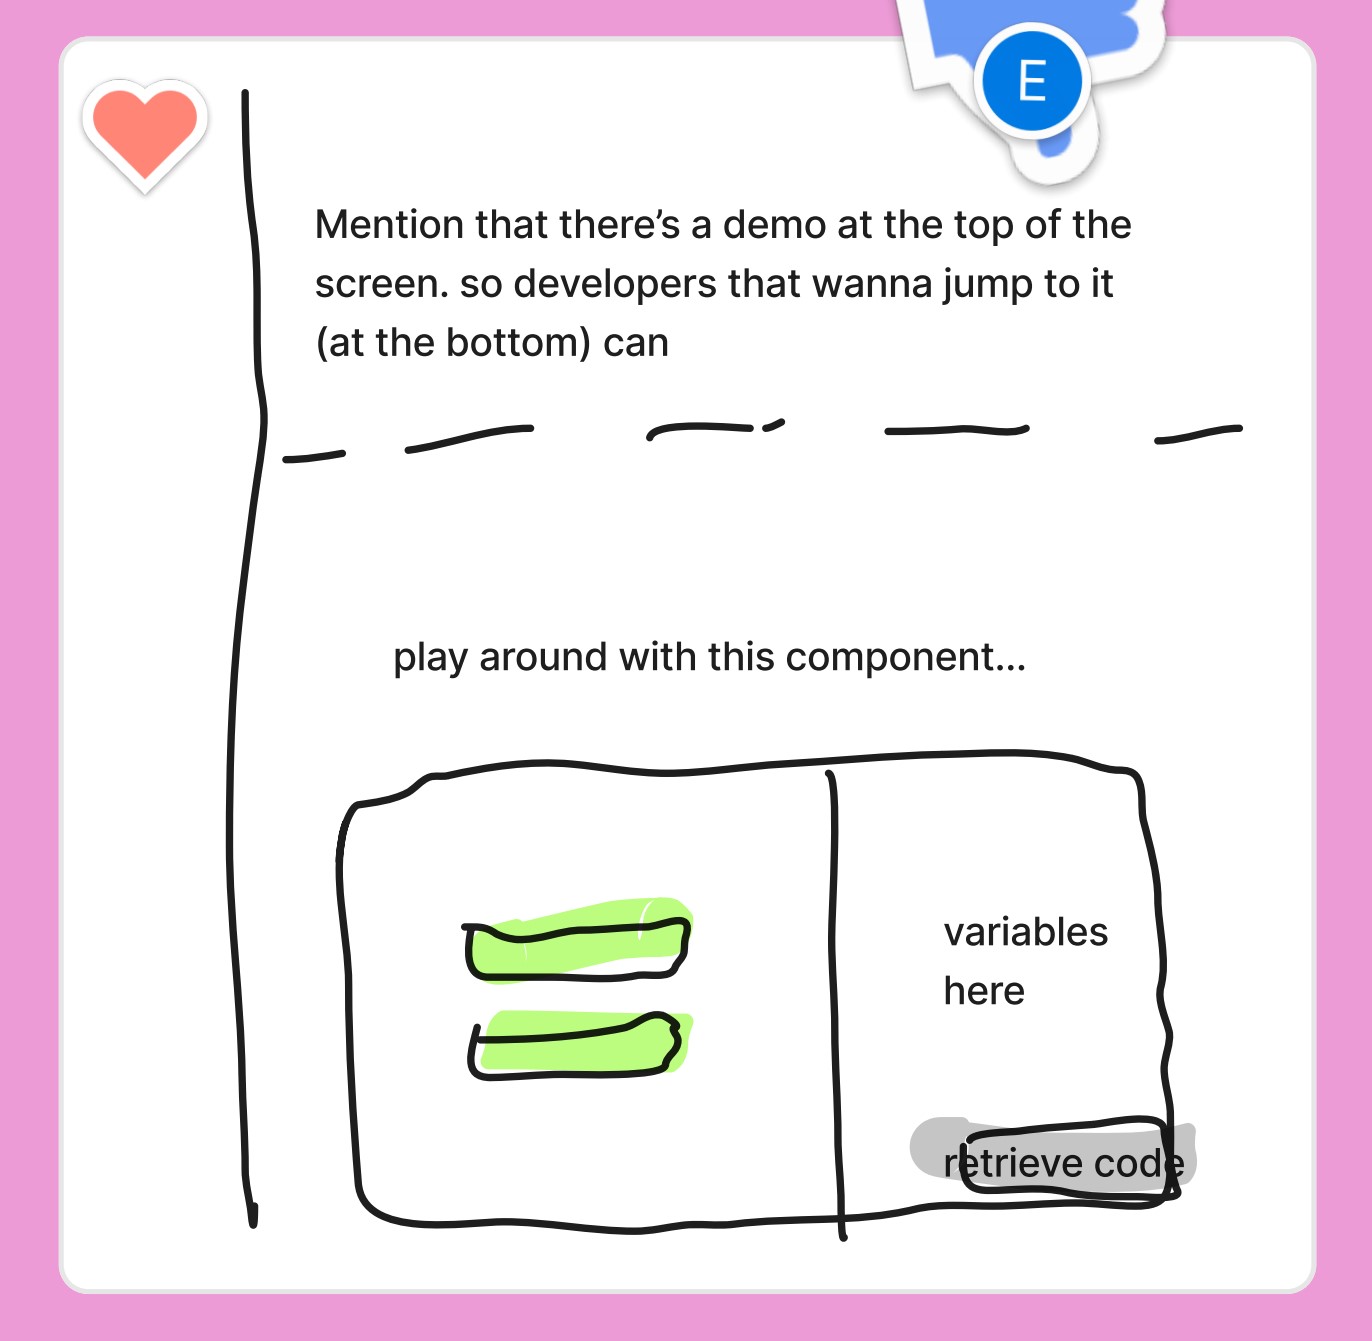 E
Mention that there’s a demo at the top of the
screen. so developers that wanna jump to it
(at the bottom) can
play around with this component...
variables
here
retrieve code